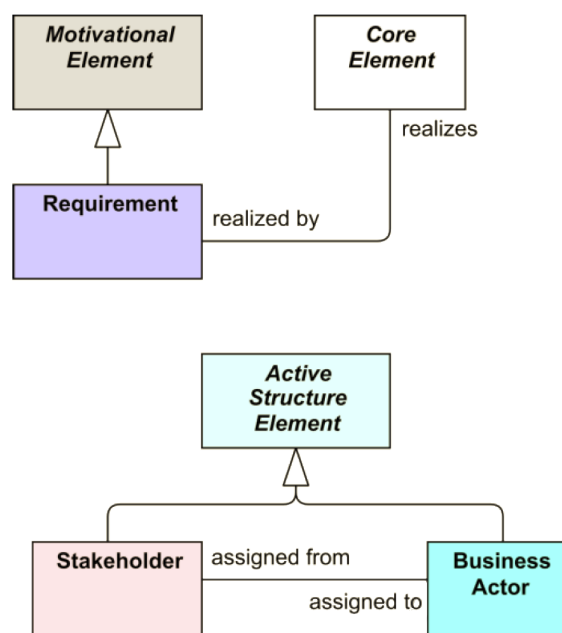 Motivational
Element
Core
Element
realizes
Requirement
realized by
Active
Structure
Element
Stakeholder
assigned from
Business
Actor
assigned to